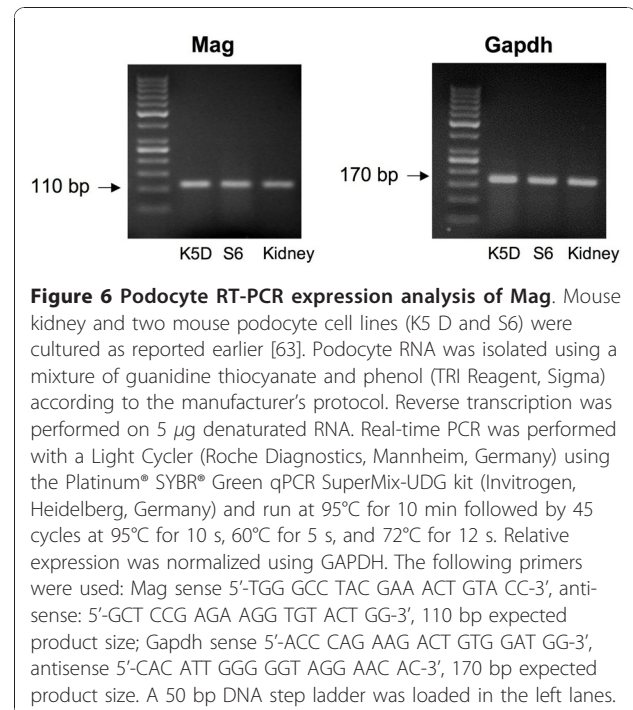 Mag
Gapdh
110 bp →
170 bp →
K5D S6 Kidney
K5D S6 Kidney
Figure 6 Podocyte RT-PCR expression analysis of Mag. Mouse
kidney and two mouse podocyte cell lines (K5 D and S6) were
cultured as reported earlier [63]. Podocyte RNA was isolated using a
mixture of guanidine thiocyanate and phenol (TRI Reagent, Sigma)
according to the manufacturer's protocol. Reverse transcription was
performed on 5 μg denaturated RNA. Real-time PCR was performed
with a Light Cycler (Roche Diagnostics, Mannheim, Germany) using
the Platinum® SYBR® Green qPCR SuperMix-UDG kit (Invitrogen,
Heidelberg, Germany) and run at 95°C for 10 min followed by 45
cycles at 95°C for 10 s, 60°C for 5 s, and 72°C for 12 s. Relative
expression was normalized using GAPDH. The following primers
were used: Mag sense 5'-TGG GCC TAC GAA ACT GTA CC-3', anti-
sense: 5'-GCT CCG AGA AGG TGT ACT GG-3', 110 bp expected
product size; Gapdh sense 5'-ACC CAG AAG ACT GTG GAT GG-3',
antisense 5'-CAC ATT GGG GGT AGG AAC AC-3', 170 bp expected
product size. A 50 bp DNA step ladder was loaded in the left lanes.